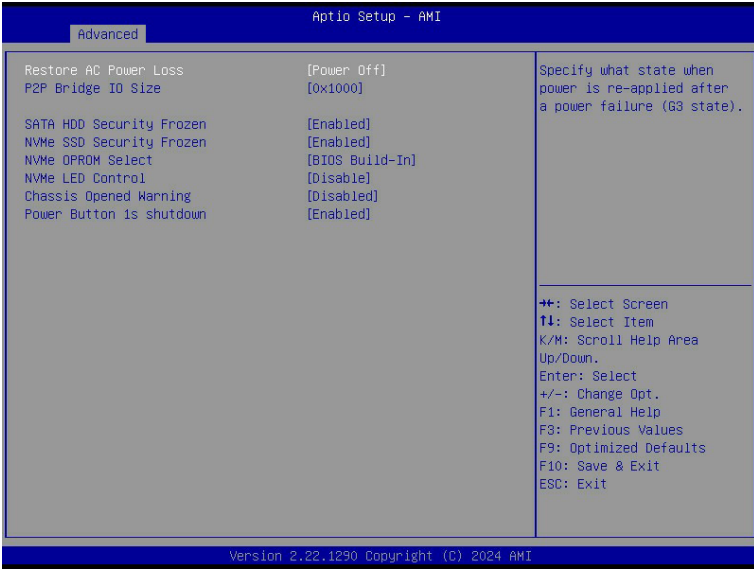 Aptio Setup – AMI
Advanced
Restore AC Power Loss [Power Off]
P2P Bridge IO Size [0x1000]
SATA HDD Security Frozen [Enabled]
NVMe SSD Security Frozen [Enabled]
NVMe OPROM Select [BIOS Build-In]
NVMe LED Control [Disable]
Chassis Opened Warning [Disabled]
Power Button 1s shutdown [Enabled]
Specify what state when
power is re-applied after
a power failure (G3 state).
→←: Select Screen
↑↓: Select Item
K/M: Scroll Help Area
Up/Down.
Enter: Select
+/-: Change Opt.
F1: General Help
F3: Previous Values
F9: Optimized Defaults
F10: Save & Exit
ESC: Exit
Version 2.22.1290 Copyright (C) 2024 AMI